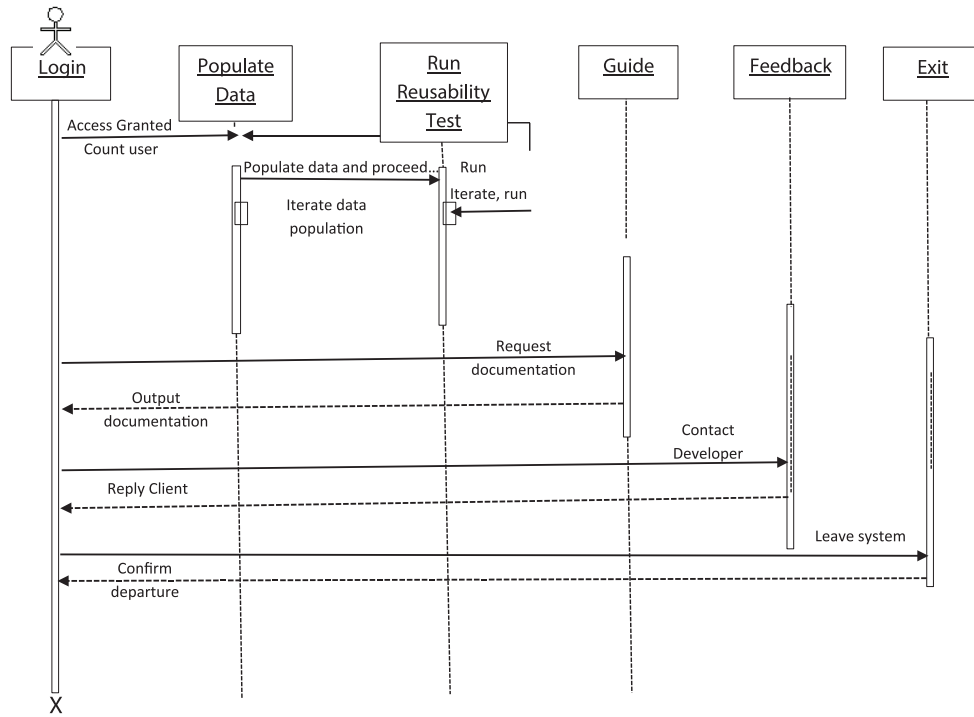 Login
Populate
Data
Run
Reusability
Test
Guide
Feedback
Exit
Access Granted
Count user
Populate data and proceed...
Run
Iterate, run
Iterate data
population
Request
documentation
Output
documentation
Contact
Developer
Reply Client
Leave system
Confirm
departure
X